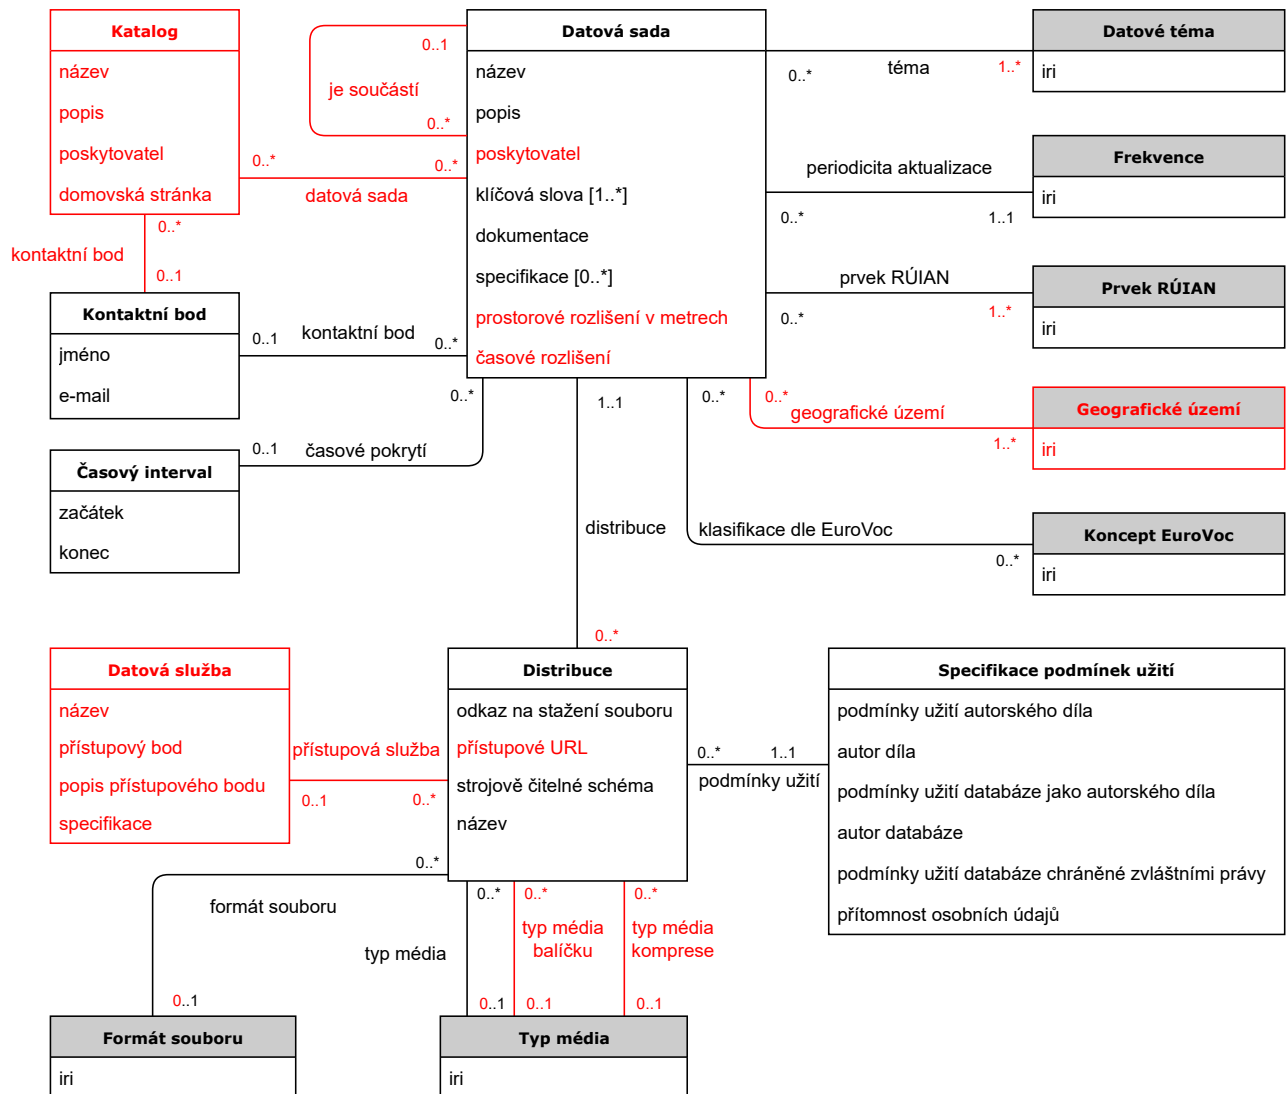 Katalog
název
popis
poskytovatel
domovská stránka
0..1
je součástí
0..*
Datová sada
název
popis
poskytovatel
klíčová slova [1..*]
dokumentace
specifikace [0..*]
prostorové rozlišení v metrech
časové rozlišení
0..*
téma
1..*
Datové téma
iri
0..*
0..*
datová sada
periodicita aktualizace
0..*
1..1
Frekvence
iri
0..*
kontaktní bod
0..1
prvek RÚIAN
0..*
1..*
Prvek RÚIAN
iri
Kontaktní bod
jméno
e-mail
0..1
kontaktní bod
0..*
0..*
1..1
0..*
0..*
geografické území
1..*
Geografické území
iri
0..1
časové pokrytí
Časový interval
začátek
konec
distribuce
klasifikace dle EuroVoc
0..*
Koncept EuroVoc
iri
0..*
Datová služba
název
přístupový bod
popis přístupového bodu
specifikace
přístupová služba
0..1
0..*
Distribuce
odkaz na stažení souboru
přístupové URL
strojově čitelné schéma
název
0..*
1..1
podmínky užití
Specifikace podmínek užití
podmínky užití autorského díla
autor díla
podmínky užití databáze jako autorského díla
autor databáze
podmínky užití databáze chráněné zvláštními právy
přítomnost osobních údajů
0..*
formát souboru
0..1
0..*
typ média
0..1
0..*
typ média
balíčku
0..1
0..*
typ média
komprese
0..1
Formát souboru
iri
Typ média
iri